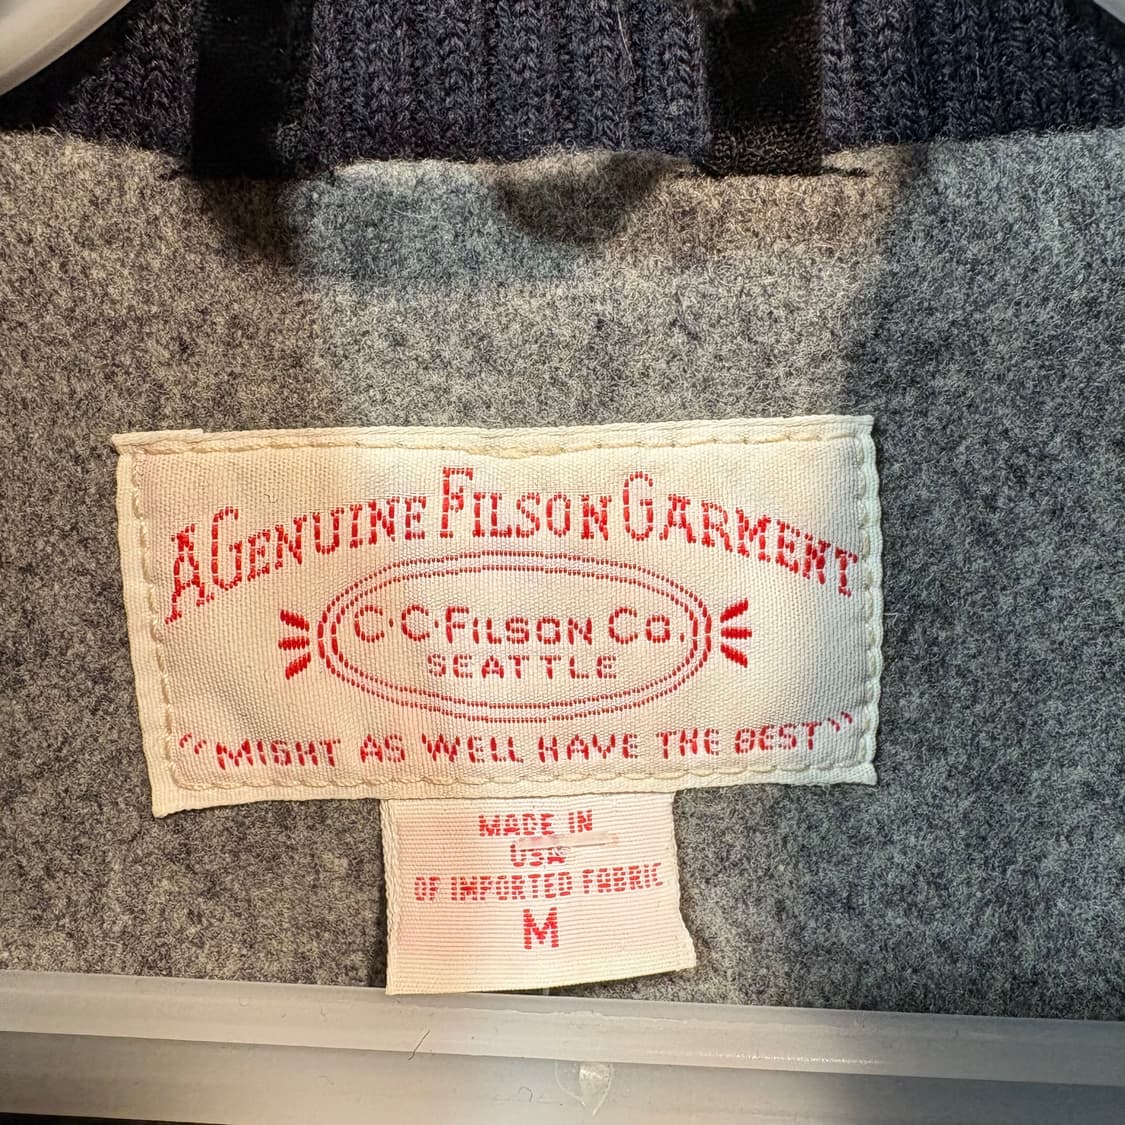 A GENUINE FILSON GARMENT
C·C·FILSON CO.
SEATTLE
"MIGHT AS WELL HAVE THE BEST"
MADE IN
USA
OF IMPORTED FABRIC
M